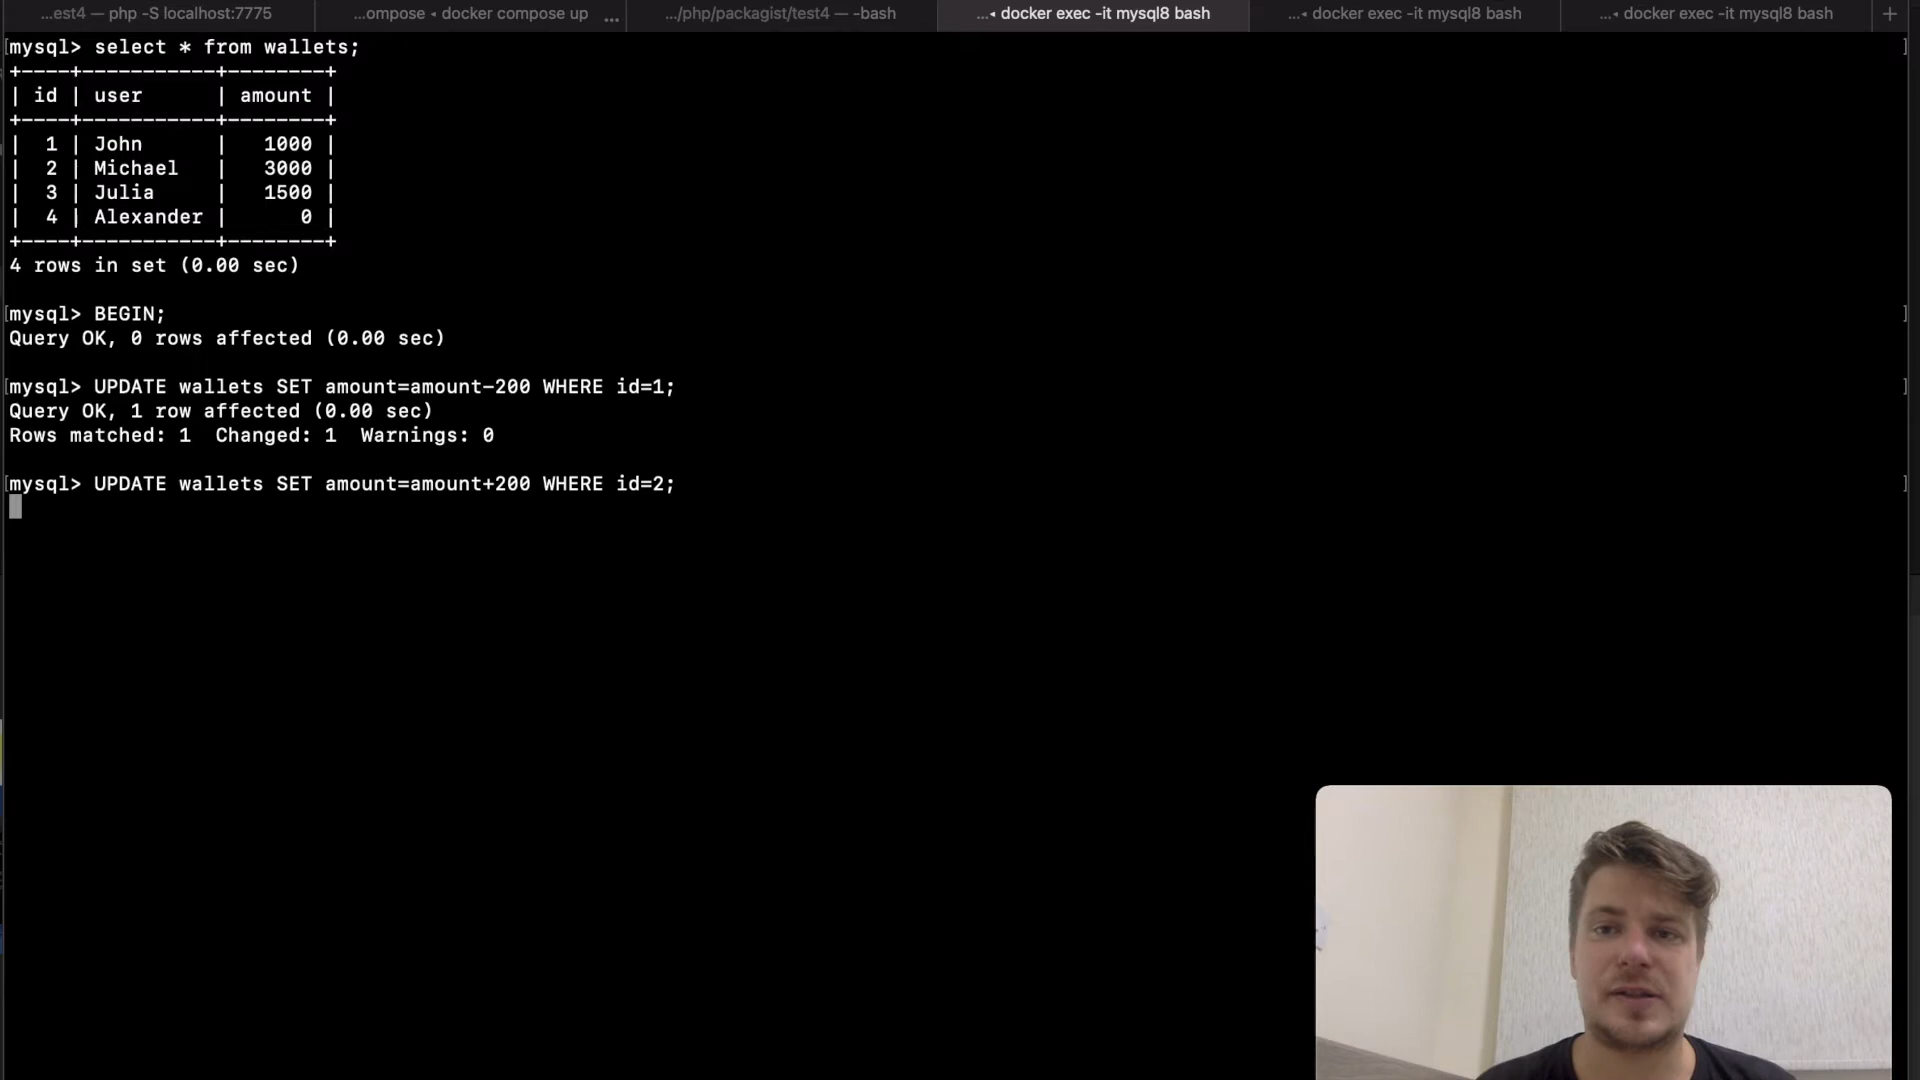 ...est4 — php -S localhost:7775
...ompose ◂ docker compose up ...
.../php/packagist/test4 — -bash
...◂ docker exec -it mysql8 bash
...◂ docker exec -it mysql8 bash
...◂ docker exec -it mysql8 bash
+
[mysql> select * from wallets; ]
+----+-----------+--------+
| id | user      | amount |
+----+-----------+--------+
|  1 | John      |   1000 |
|  2 | Michael   |   3000 |
|  3 | Julia     |   1500 |
|  4 | Alexander |      0 |
+----+-----------+--------+
4 rows in set (0.00 sec)
[mysql> BEGIN; ]
Query OK, 0 rows affected (0.00 sec)
[mysql> UPDATE wallets SET amount=amount-200 WHERE id=1; ]
Query OK, 1 row affected (0.00 sec)
Rows matched: 1  Changed: 1  Warnings: 0
[mysql> UPDATE wallets SET amount=amount+200 WHERE id=2; ]